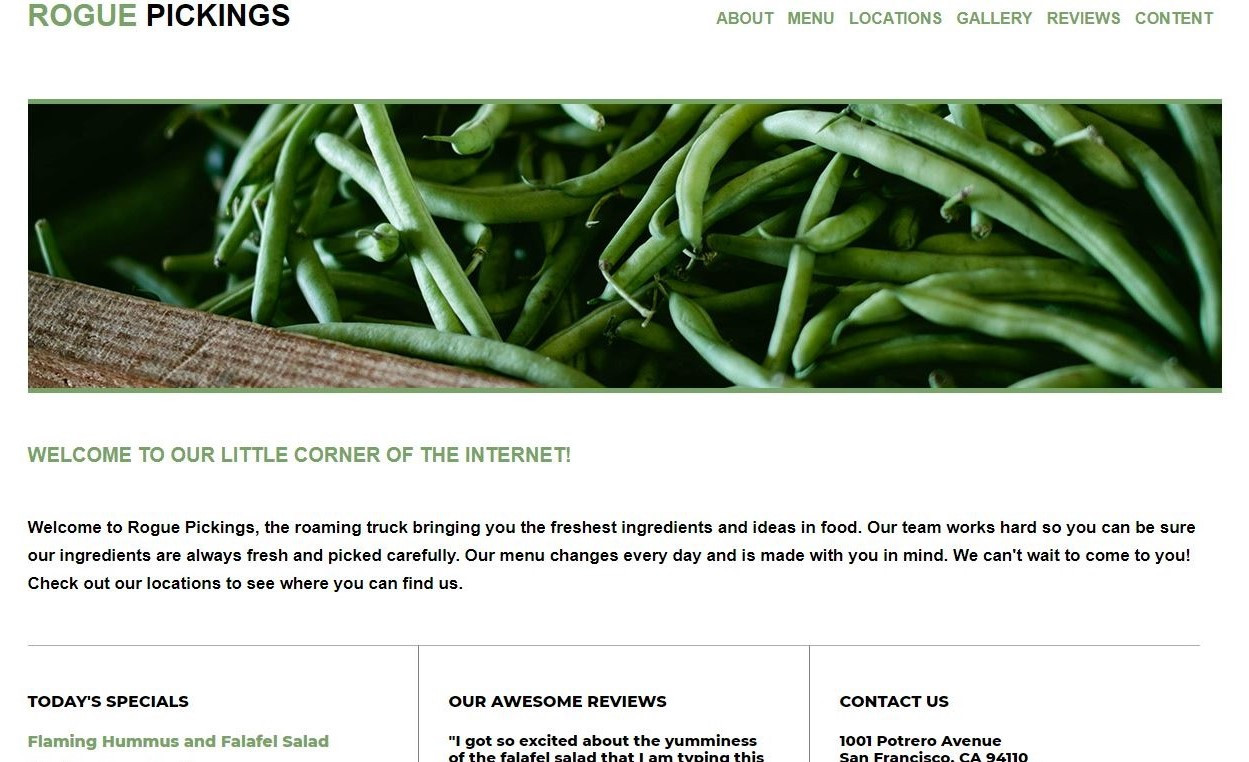 ROGUE PICKINGS
ABOUT MENU LOCATIONS GALLERY REVIEWS CONTENT
WELCOME TO OUR LITTLE CORNER OF THE INTERNET!
Welcome to Rogue Pickings, the roaming truck bringing you the freshest ingredients and ideas in food. Our team works hard so you can be sure
our ingredients are always fresh and picked carefully. Our menu changes every day and is made with you in mind. We can't wait to come to you!
Check out our locations to see where you can find us.
TODAY'S SPECIALS
Flaming Hummus and Falafel Salad
OUR AWESOME REVIEWS
"I got so excited about the yumminess
of the falafel salad that I am typing this
CONTACT US
1001 Potrero Avenue
San Francisco, CA 94110